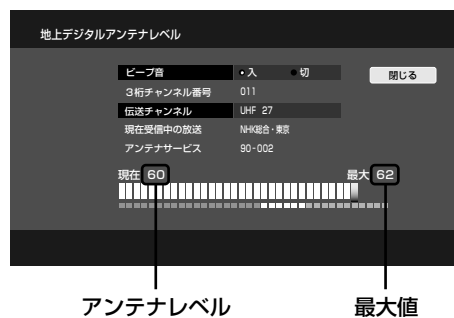 地上デジタルアンテナレベル
ビープ音 ・入 ・切 閉じる
3桁チャンネル番号 011
伝送チャンネル UHF 27
現在受信中の放送 NHK総合・東京
アンテナサービス 90-002
現在 60 最大 62
アンテナレベル 最大値